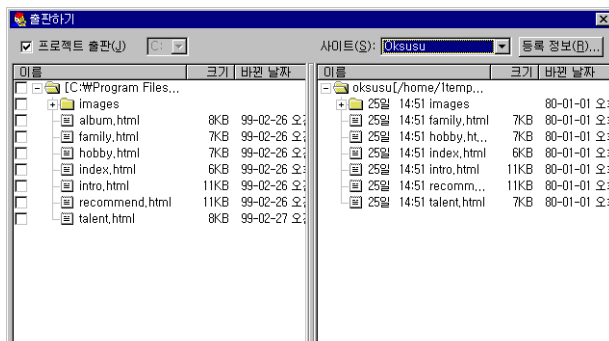 출판하기
프로젝트 출판(J) C: 사이트(S): Oksusu 등록 정보(R)...
이름 크기 바뀐 날짜 이름 크기 바뀐 날짜
[C:₩Program Files... oksusu[/home/1temp...
images 25일 14:51 images 80-01-01 오
album,html 8KB 99-02-26 오 25일 14:51 family,html 7KB 80-01-01 오
family,html 7KB 99-02-26 오 25일 14:51 hobby,ht... 7KB 80-01-01 오
hobby,html 7KB 99-02-26 오 25일 14:51 index,html 6KB 80-01-01 오
index,html 6KB 99-02-26 오 25일 14:51 intro,html 11KB 80-01-01 오
intro,html 11KB 99-02-26 오 25일 14:51 recomm... 11KB 80-01-01 오
recommend,html 11KB 99-02-26 오 25일 14:51 talent,html 7KB 80-01-01 오
talent,html 8KB 99-02-27 오